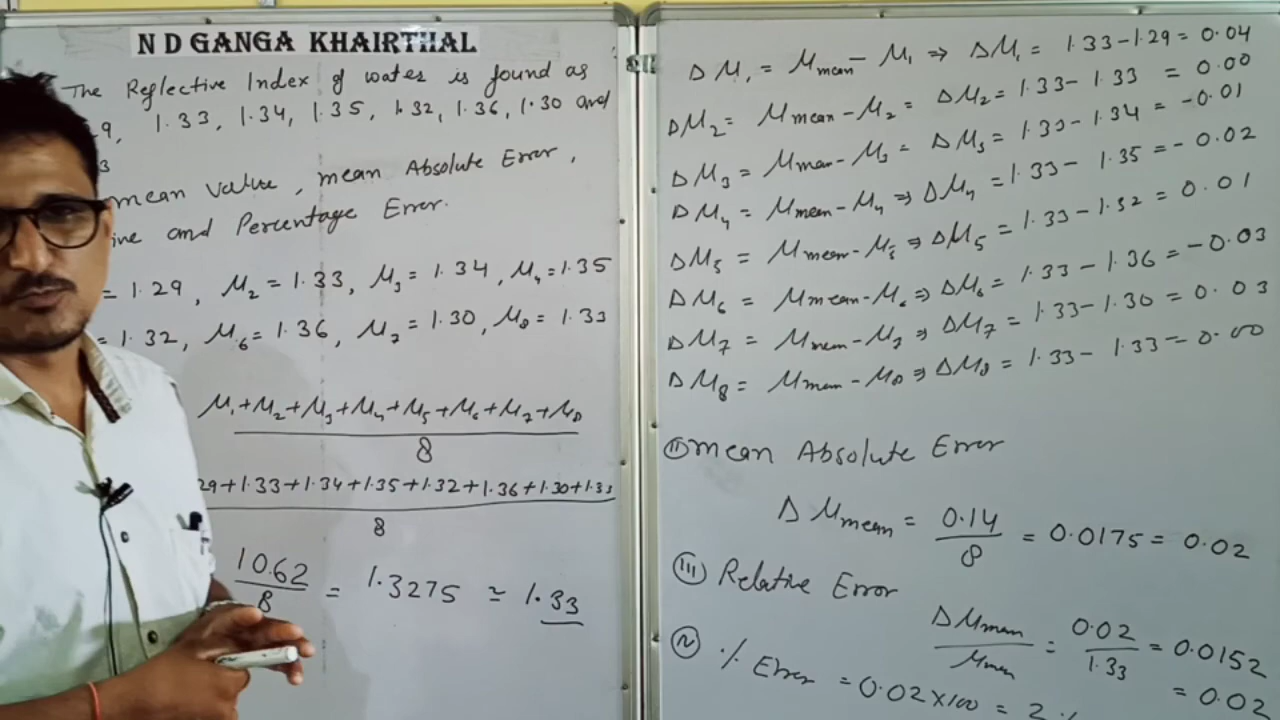 N D GANGA KHAIRTHAL
The Reflective Index of water is found as
9, 1.33, 1.34, 1.35, 1.32, 1.36, 1.30 and
3
mean value, mean Absolute Error,
ive and Percentage Error.
= 1.29, μ2 = 1.33, μ3 = 1.34, μ4 = 1.35
= 1.32, μ6 = 1.36, μ7 = 1.30, μ8 = 1.33
μ1+μ2+μ3+μ4+μ5+μ6+μ7+μ8
8
29+1.33+1.34+1.35+1.32+1.36+1.30+1.33
8
10.62/8 = 1.3275 ≃ 1.33
Δμ1 = μmean − μ1 ⇒ Δμ1 = 1.33−1.29 = 0.04
Δμ2 = μmean − μ2 = Δμ2 = 1.33 − 1.33 = 0.00
Δμ3 = μmean − μ3 = Δμ3 = 1.33 − 1.34 = −0.01
Δμ4 = μmean − μ4 ⇒ Δμ4 = 1.33 − 1.35 = −0.02
Δμ5 = μmean − μ5 ⇒ Δμ5 = 1.33 − 1.32 = 0.01
Δμ6 = μmean − μ6 ⇒ Δμ6 = 1.33 − 1.36 = −0.03
Δμ7 = μmean − μ7 ⇒ Δμ7 = 1.33 − 1.30 = 0.03
Δμ8 = μmean − μ8 ⇒ Δμ8 = 1.33 − 1.33 = 0.00
(II) mean Absolute Error
Δμmean = 0.14/8 = 0.0175 = 0.02
(III) Relative Error
Δμmean/μmean = 0.02/1.33 = 0.0152
= 0.02
(IV) % Error = 0.02×100 = 2 %